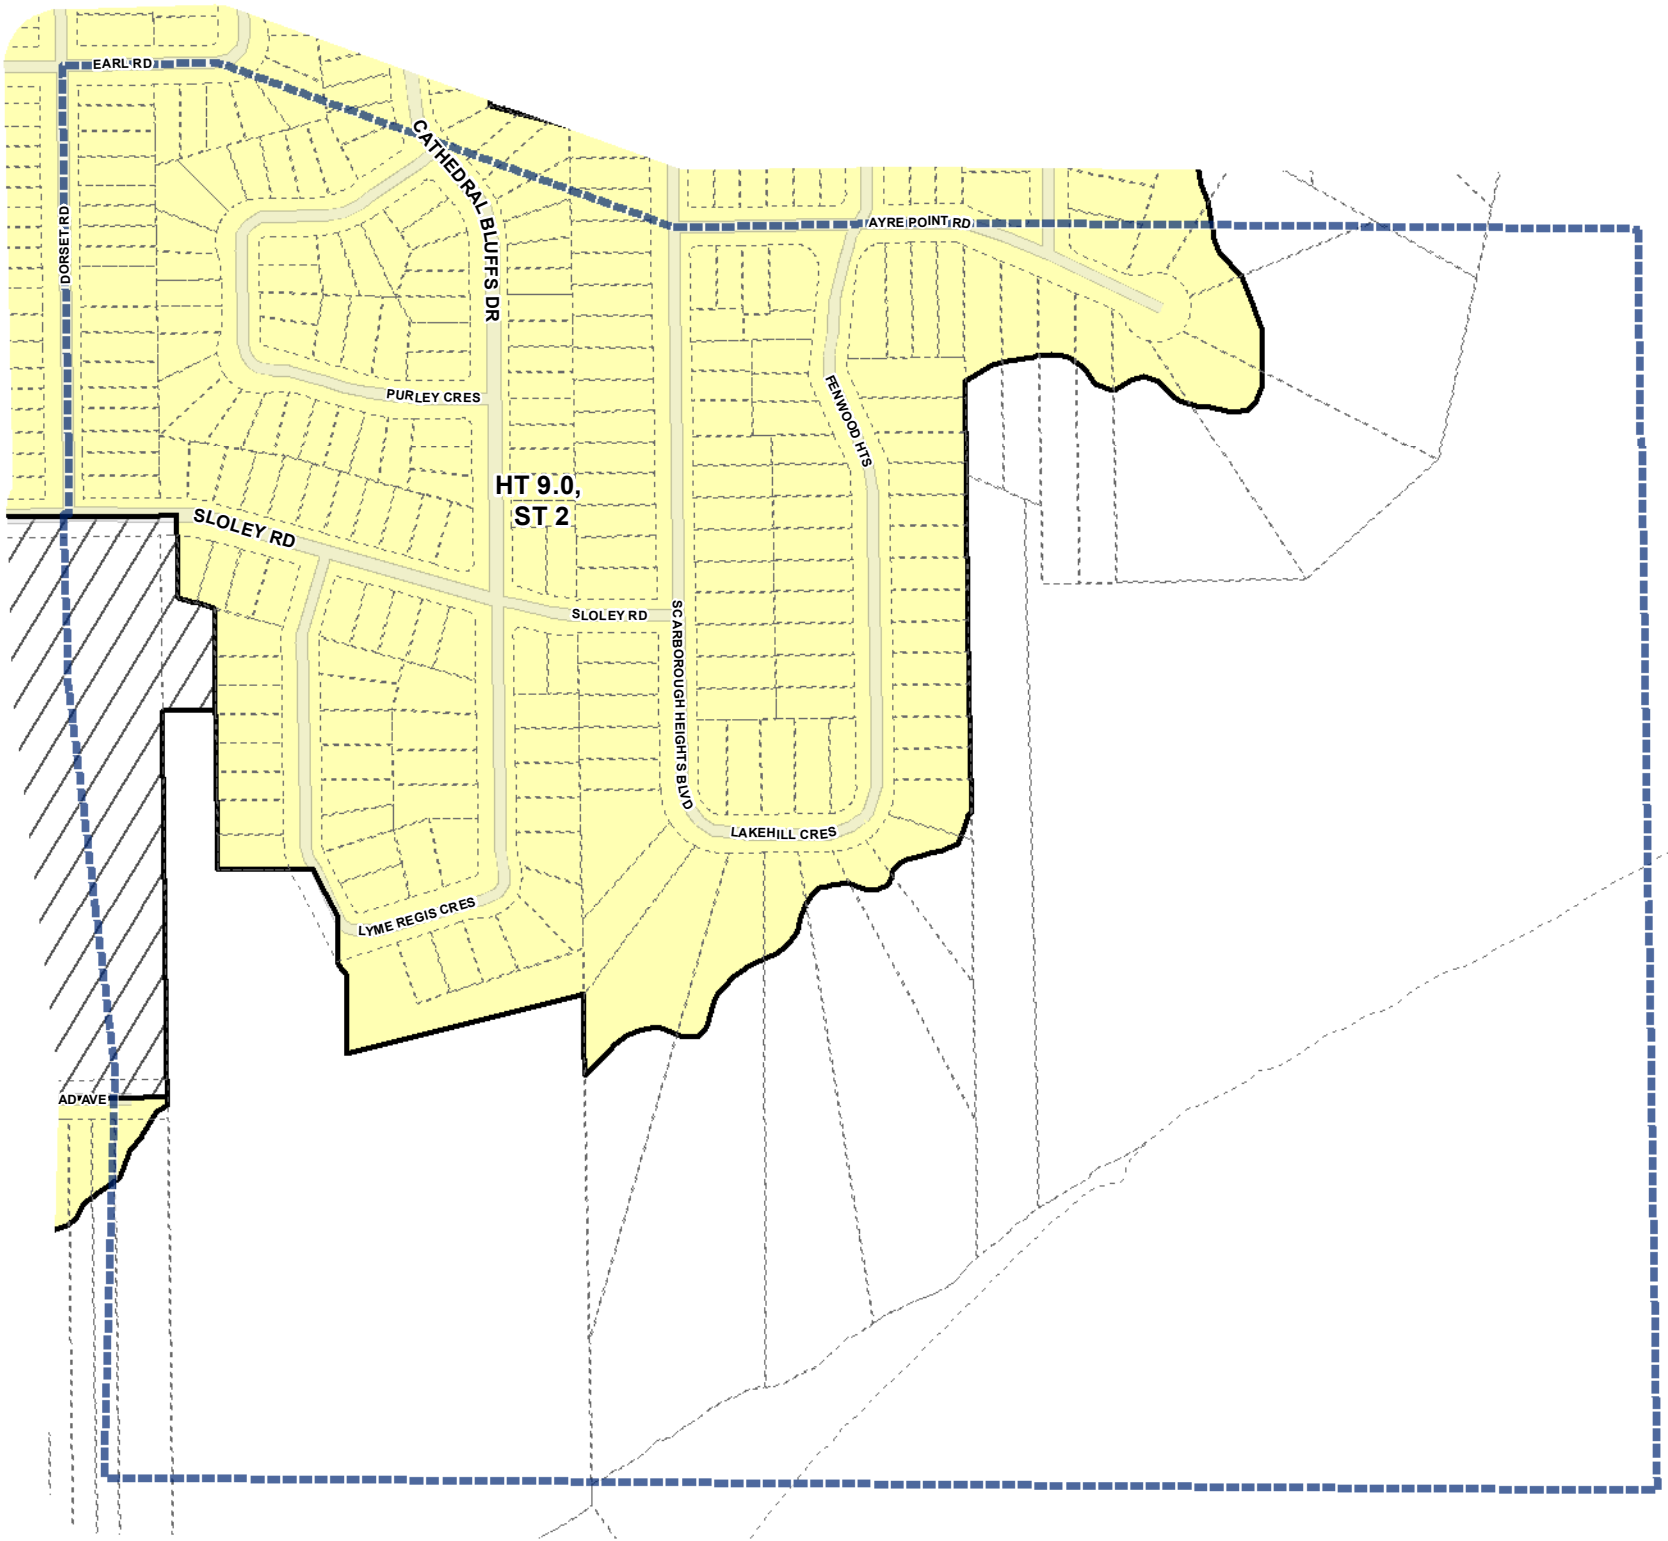 EARL RD
DORSET RD
CATHEDRAL BLUFFS DR
AYRE POINT RD
PURLEY CRES
FENWOOD HTS
HT 9.0,
ST 2
SLOLEY RD
SLOLEY RD
SCARBOROUGH HEIGHTS BLVD
LAKEHILL CRES
LYME REGIS CRES
AD AVE